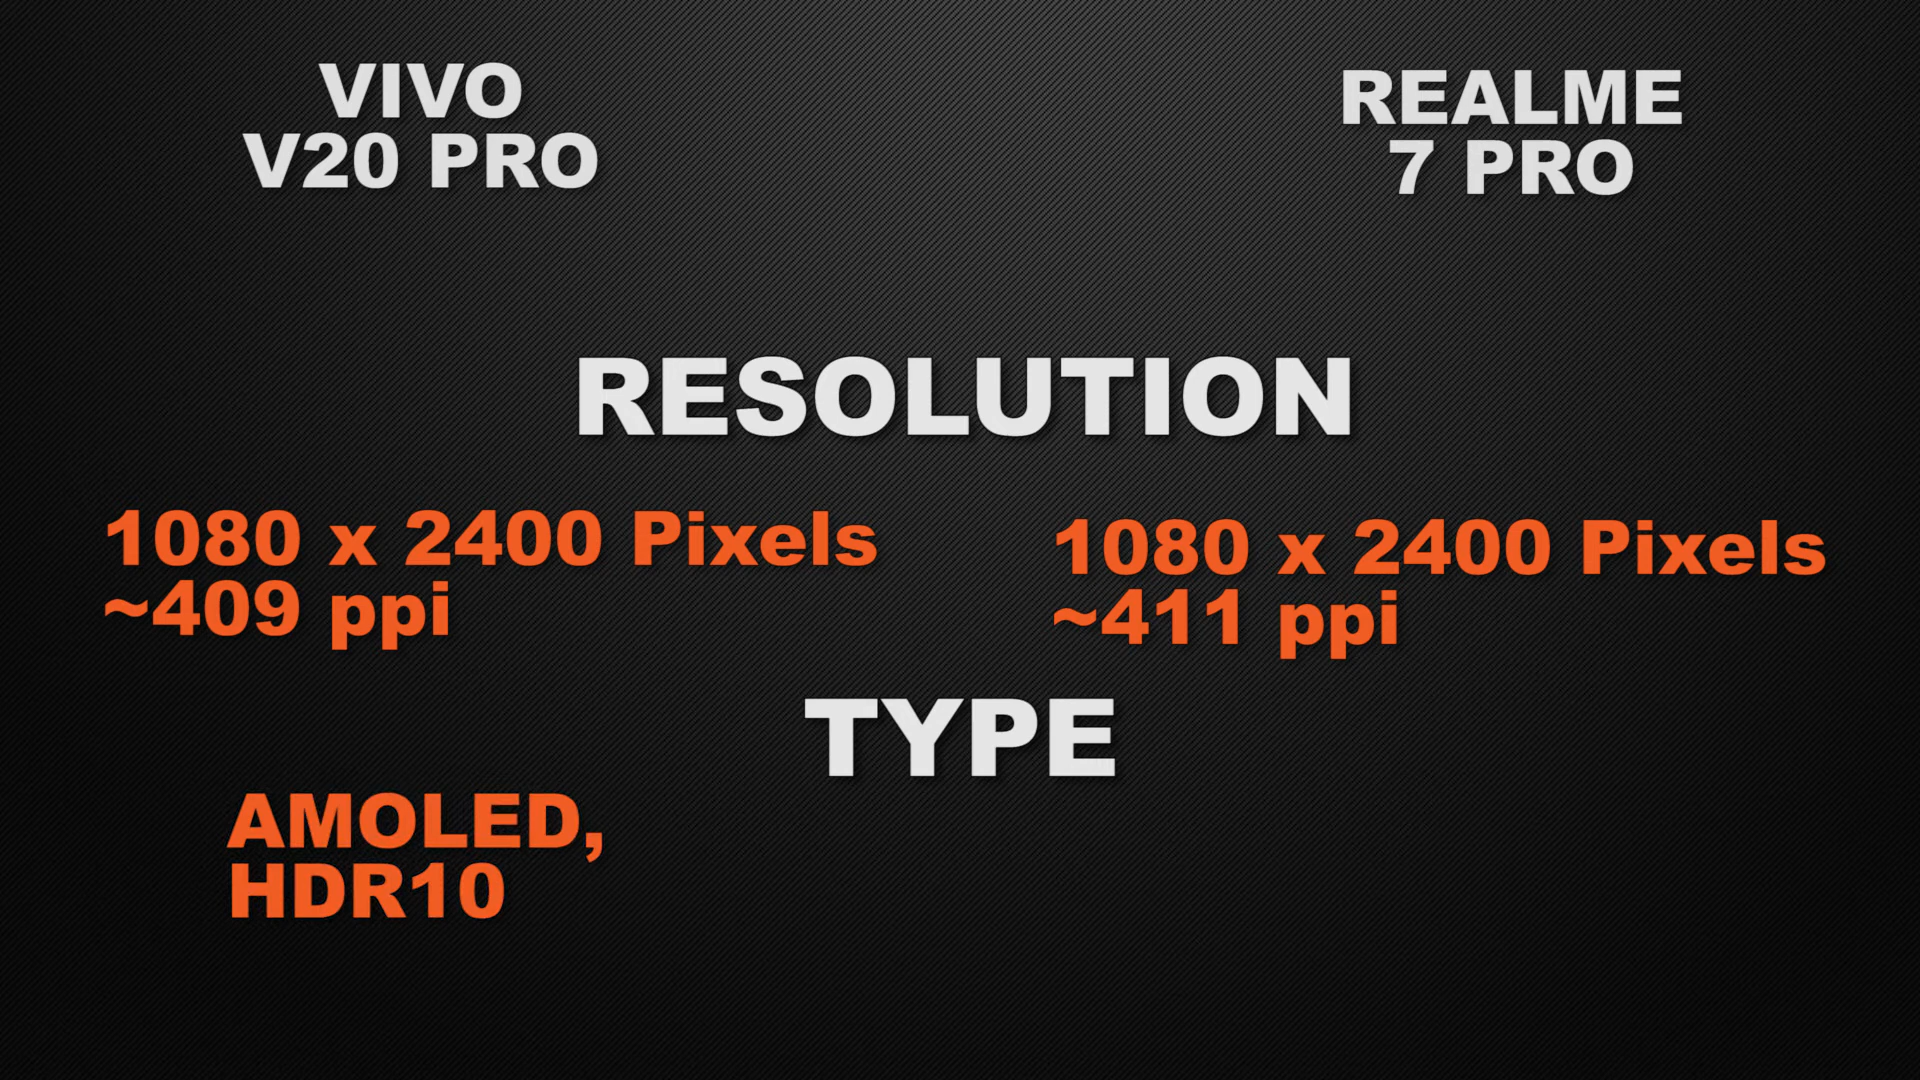 VIVO
V20 PRO
REALME
7 PRO
RESOLUTION
1080 x 2400 Pixels
~409 ppi
1080 x 2400 Pixels
~411 ppi
TYPE
AMOLED,
HDR10